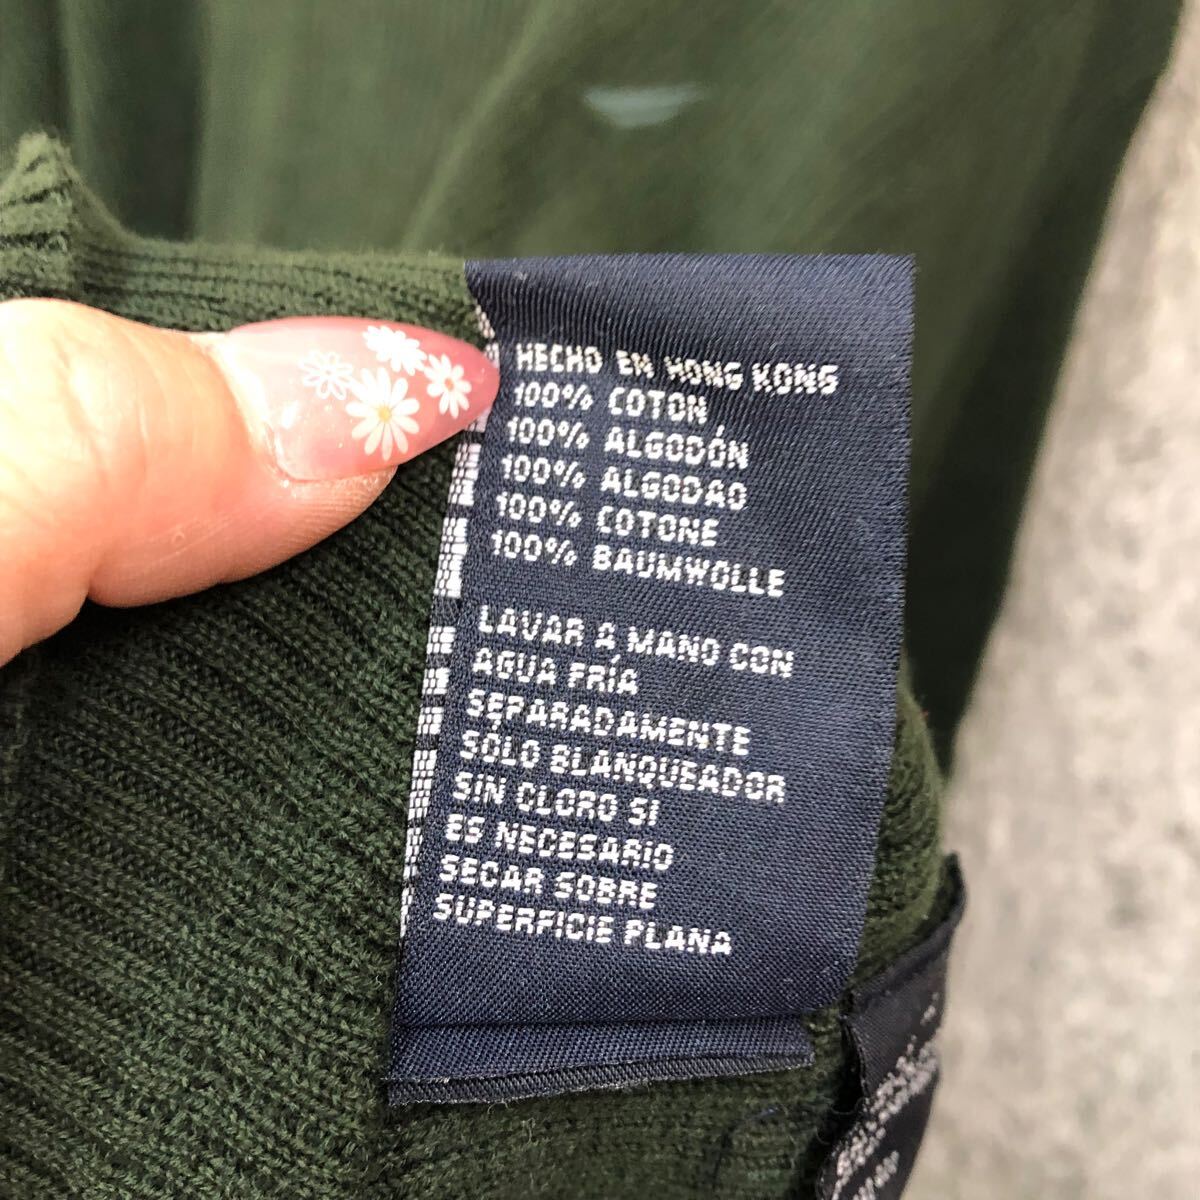 HECHO EN HONG KONG
100% COTON
100% ALGODÓN
100% ALGODAO
100% COTONE
100% BAUMWOLLE
LAVAR A MANO CON
AGUA FRÍA
SEPARADAMENTE
SÓLO BLANQUEADOR
SIN CLORO SI
ES NECESARIO
SECAR SOBRE
SUPERFICIE PLANA